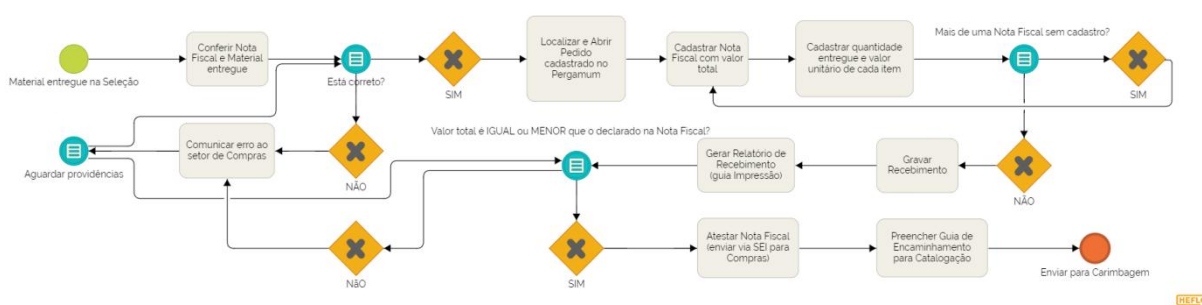 Material entregue na Seleção
Conferir Nota
Fiscal e Material
entregue
Está correto?
SIM
Localizar e Abrir
Pedido
cadastrado no
Pergamum
Cadastrar Nota
Fiscal com valor
total
Cadastrar quantidade
entregue e valor
unitário de cada item
Mais de uma Nota Fiscal sem cadastro?
SIM
Aguardar providências
Comunicar erro ao
setor de Compras
NÃO
Valor total é IGUAL ou MENOR que o declarado na Nota Fiscal?
Gerar Relatório de
Recebimento
(guia Impressão)
Gravar
Recebimento
NÃO
NãO
SIM
Atestar Nota Fiscal
(enviar via SEI para
Compras)
Preencher Guia de
Encaminhamento
para Catalogação
Enviar para Carimbagem